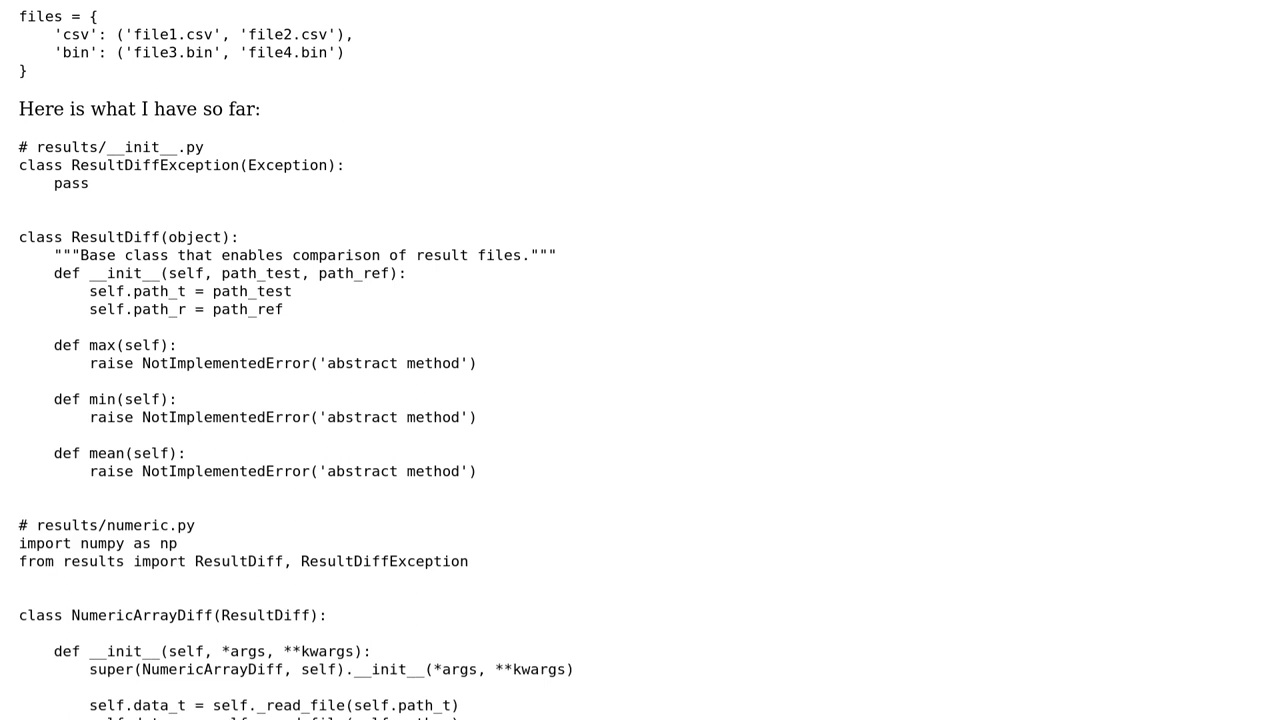 files = {
    'csv': ('file1.csv', 'file2.csv'),
    'bin': ('file3.bin', 'file4.bin')
}
Here is what I have so far:
# results/__init__.py
class ResultDiffException(Exception):
    pass
class ResultDiff(object):
    """Base class that enables comparison of result files."""
    def __init__(self, path_test, path_ref):
        self.path_t = path_test
        self.path_r = path_ref
    def max(self):
        raise NotImplementedError('abstract method')
    def min(self):
        raise NotImplementedError('abstract method')
    def mean(self):
        raise NotImplementedError('abstract method')
# results/numeric.py
import numpy as np
from results import ResultDiff, ResultDiffException
class NumericArrayDiff(ResultDiff):
    def __init__(self, *args, **kwargs):
        super(NumericArrayDiff, self).__init__(*args, **kwargs)
        self.data_t = self._read_file(self.path_t)